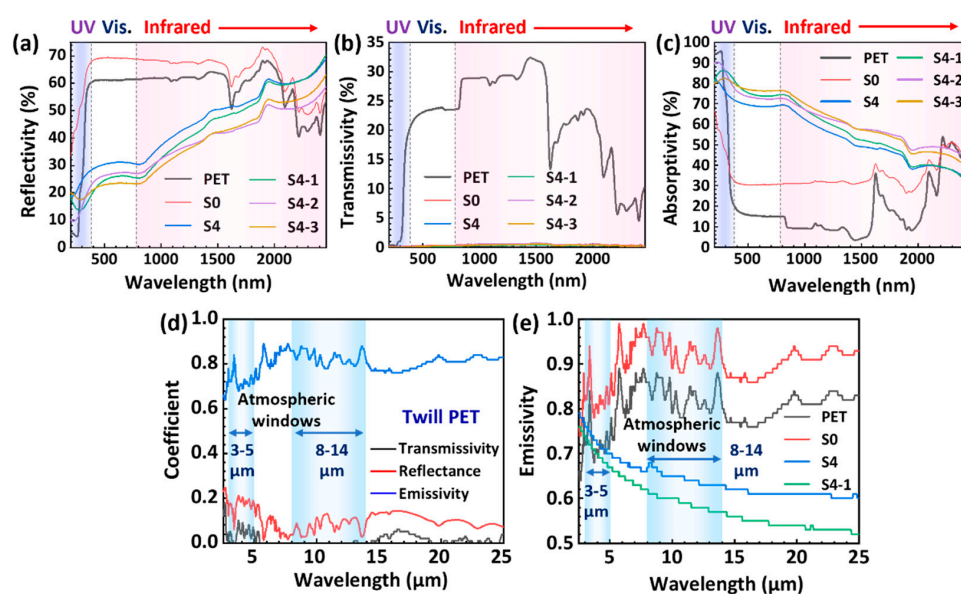 UV Vis. Infrared
(a)
Reflectivity (%)
70
60
50
40
30
20
10
0
PET
S0
S4
S4-1
S4-2
S4-3
500 1000 1500 2000
Wavelength (nm)
UV Vis. Infrared
(b)
Transmissivity (%)
35
30
25
20
15
10
5
0
PET
S0
S4
S4-1
S4-2
S4-3
500 1000 1500 2000
Wavelength (nm)
UV Vis. Infrared
(c)
Absorptivity (%)
100
90
80
70
60
50
40
30
20
10
0
PET
S0
S4
S4-1
S4-2
S4-3
500 1000 1500 2000
Wavelength (nm)
(d)
Coefficient
1.0
0.8
0.6
0.4
0.2
0.0
Atmospheric
windows
3-5
μm
8-14
μm
Twill PET
Transmissivity
Reflectance
Emissivity
5 10 15 20 25
Wavelength (μm)
(e)
Emissivity
1.0
0.9
0.8
0.7
0.6
0.5
Atmospheric
windows
3-5
μm
8-14
μm
PET
S0
S4
S4-1
5 10 15 20 25
Wavelength (μm)